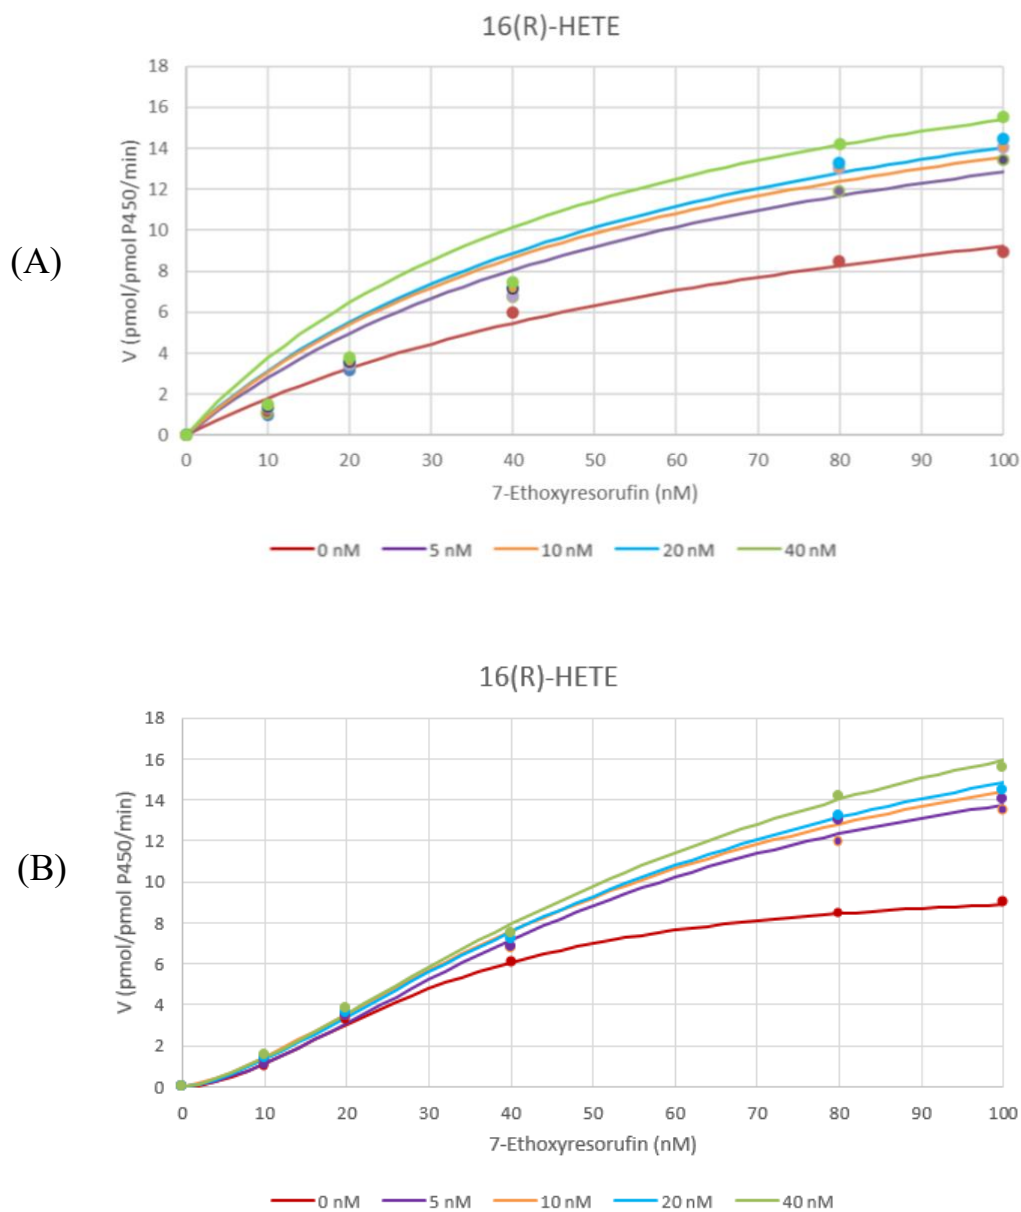 16(R)-HETE
(A)
V (pmol/pmol P450/min)
18
16
14
12
10
8
6
4
2
0
0 10 20 30 40 50 60 70 80 90 100
7-Ethoxyresorufin (nM)
0 nM 5 nM 10 nM 20 nM 40 nM
16(R)-HETE
(B)
V (pmol/pmol P450/min)
18
16
14
12
10
8
6
4
2
0
0 10 20 30 40 50 60 70 80 90 100
7-Ethoxyresorufin (nM)
0 nM 5 nM 10 nM 20 nM 40 nM